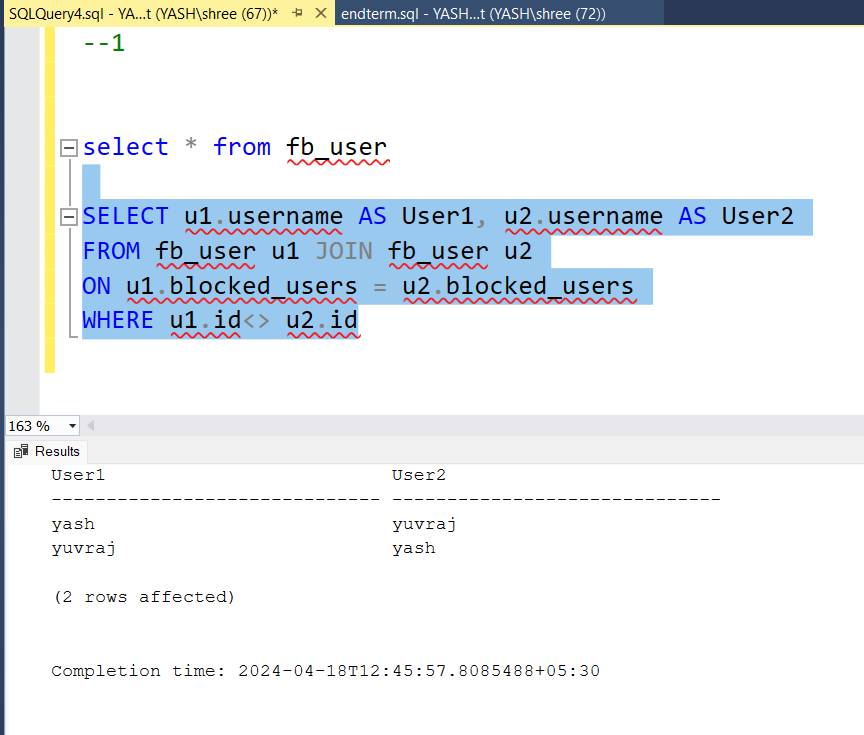 SQLQuery4.sql - YA...t (YASH\shree (67))* endterm.sql - YASH...t (YASH\shree (72))
--1
select * from fb_user
SELECT u1.username AS User1, u2.username AS User2
FROM fb_user u1 JOIN fb_user u2
ON u1.blocked_users = u2.blocked_users
WHERE u1.id<> u2.id
163 %
Results
User1 User2
------------------------------ ------------------------------
yash yuvraj
yuvraj yash
(2 rows affected)
Completion time: 2024-04-18T12:45:57.8085488+05:30